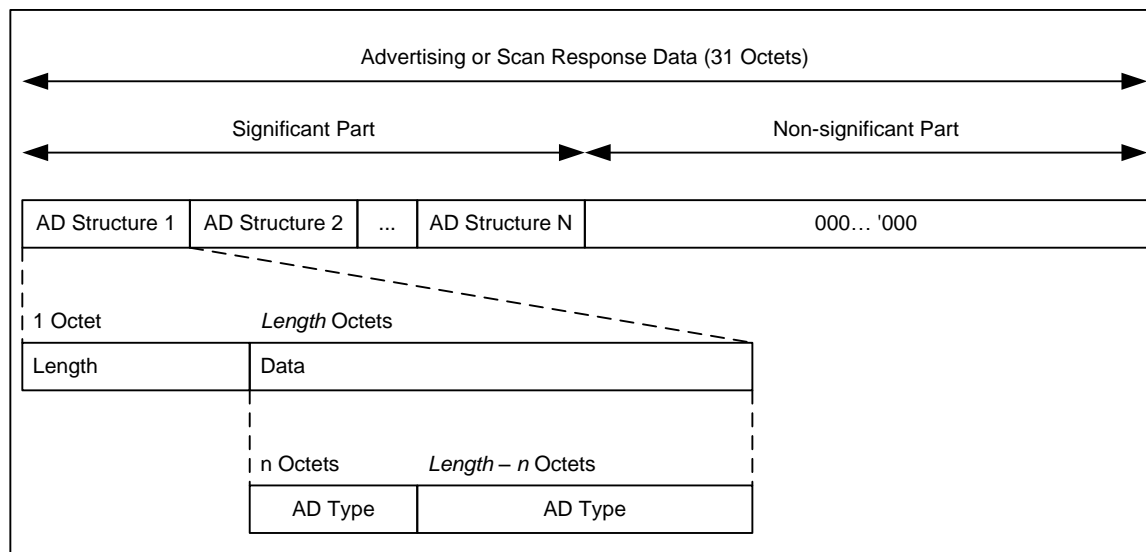 Advertising or Scan Response Data (31 Octets)
Significant Part Non-significant Part
AD Structure 1 AD Structure 2 ... AD Structure N 000… '000
1 Octet Length Octets
Length Data
n Octets Length – n Octets
AD Type AD Type